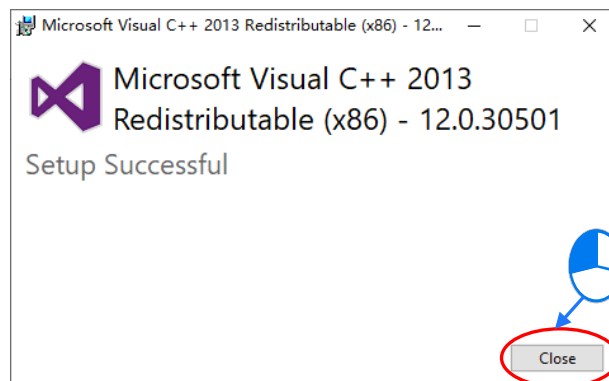 Microsoft Visual C++ 2013 Redistributable (x86) - 12...
Microsoft Visual C++ 2013
Redistributable (x86) - 12.0.30501
Setup Successful
Close